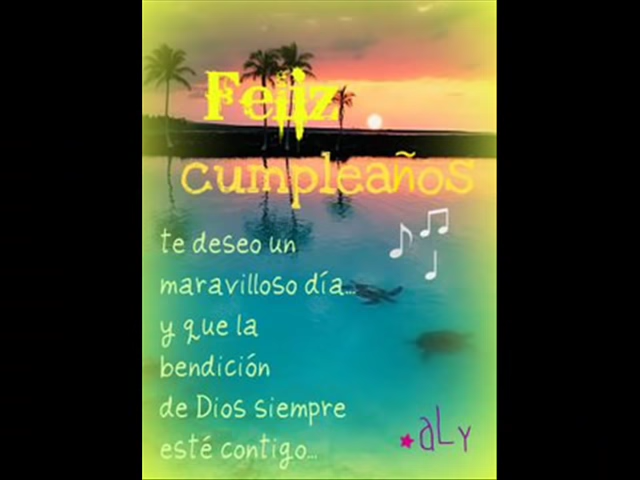 Feliz
cumpleaños
te deseo un
maravilloso día...
y que la
bendición
de Dios siempre
esté contigo...
aLy